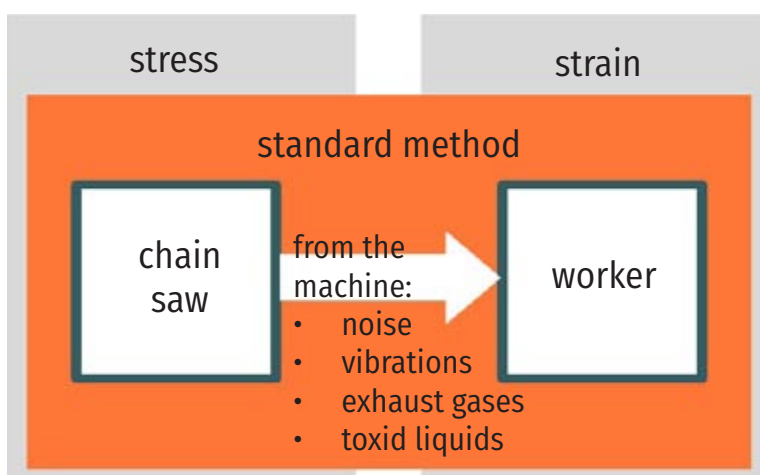 stress
strain
standard method
chain
saw
from the
machine:
• noise
• vibrations
• exhaust gases
• toxid liquids
worker